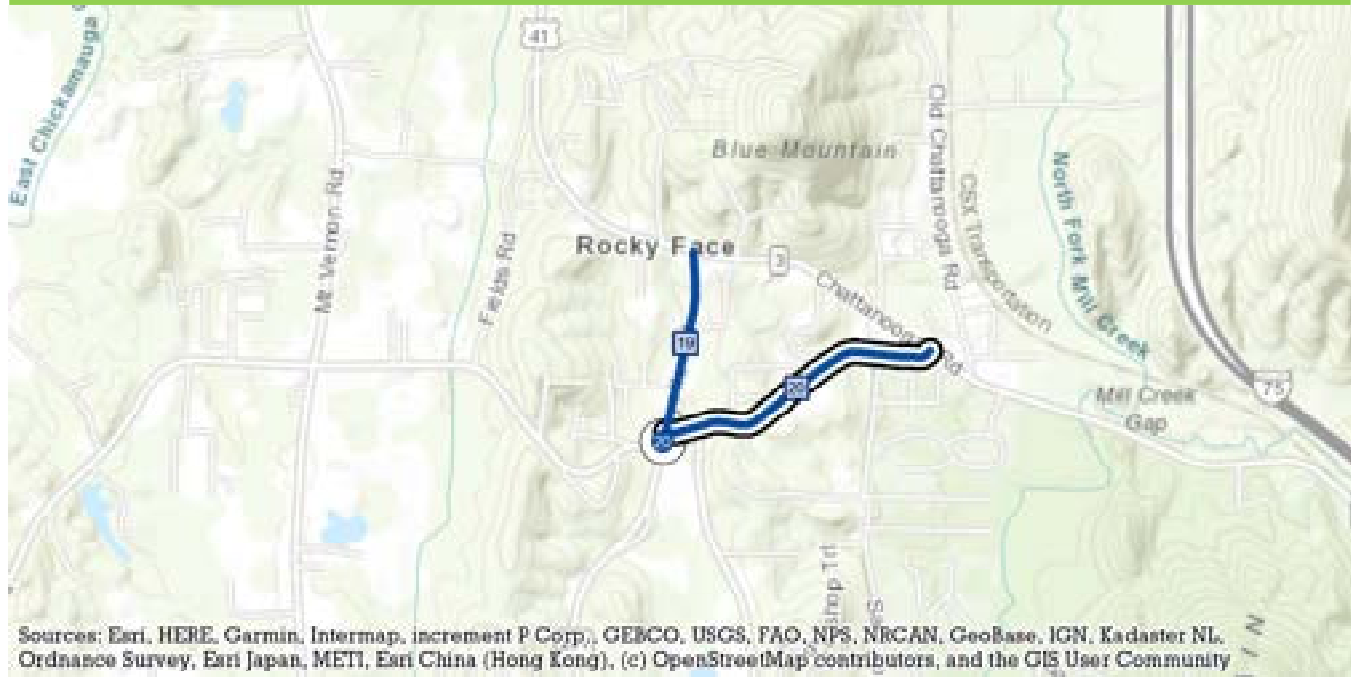 41
East Chickamauga
Blue Mountain
Old Chattanooga Rd
North Fork Mill Creek
CSX Transportation
Mt Vernon Rd
Fields Rd
Rocky Face
3
Chattanooga Rd
19
20
75
Mill Creek
Gap
20
Sources: Esri, HERE, Garmin, Intermap, increment P Corp., GEBCO, USGS, FAO, NPS, NRCAN, GeoBase, IGN, Kadaster NL,
Ordnance Survey, Esri Japan, METI, Esri China (Hong Kong), (c) OpenStreetMap contributors, and the GIS User Community